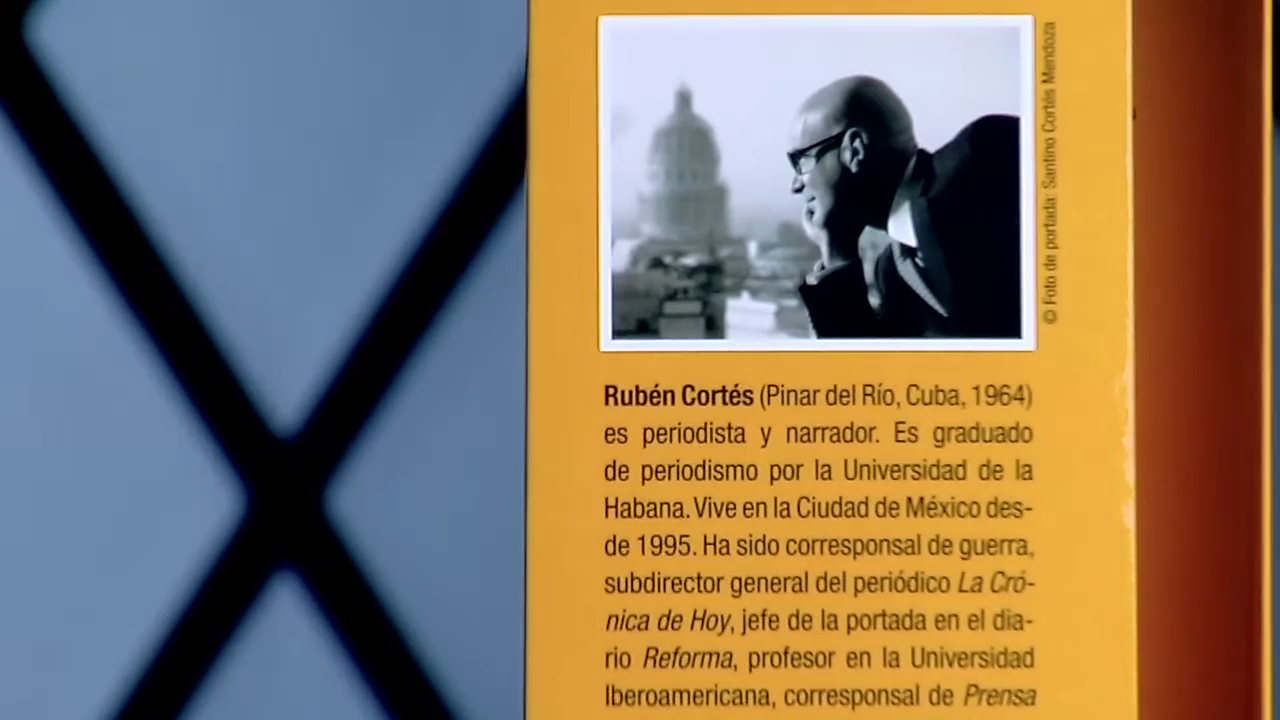 © Foto de portada: Santino Cortés Mendoza
Rubén Cortés (Pinar del Río, Cuba, 1964)
es periodista y narrador. Es graduado
de periodismo por la Universidad de la
Habana. Vive en la Ciudad de México des-
de 1995. Ha sido corresponsal de guerra,
subdirector general del periódico La Cró-
nica de Hoy, jefe de la portada en el dia-
rio Reforma, profesor en la Universidad
Iberoamericana, corresponsal de Prensa